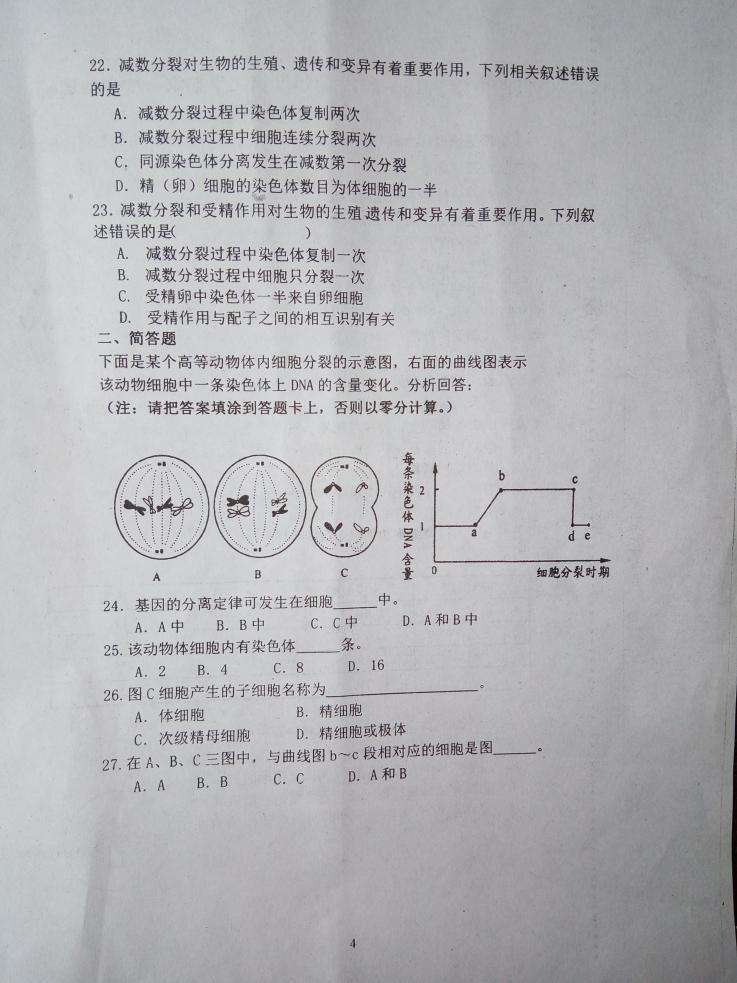 22. 减数分裂对生物的生殖、遗传和变异有着重要作用，下列相关叙述错误
的是
A. 减数分裂过程中染色体复制两次
B. 减数分裂过程中细胞连续分裂两次
C. 同源染色体分离发生在减数第一次分裂
D. 精（卵）细胞的染色体数目为体细胞的一半
23. 减数分裂和受精作用对生物的生殖遗传和变异有着重要作用。下列叙
述错误的是( )
A. 减数分裂过程中染色体复制一次
B. 减数分裂过程中细胞只分裂一次
C. 受精卵中染色体一半来自卵细胞
D. 受精作用与配子之间的相互识别有关
二、简答题
下面是某个高等动物体内细胞分裂的示意图，右面的曲线图表示
该动物细胞中一条染色体上 DNA 的含量变化。分析回答：
（注：请把答案填涂到答题卡上，否则以零分计算。）
A B C
每条染色体 DNA 含量
2
1
0
a b c d e
细胞分裂时期
24. 基因的分离定律可发生在细胞______中。
A. A 中 B. B 中 C. C 中 D. A 和 B 中
25. 该动物体细胞内有染色体______条。
A. 2 B. 4 C. 8 D. 16
26. 图 C 细胞产生的子细胞名称为____________________。
A. 体细胞 B. 精细胞
C. 次级精母细胞 D. 精细胞或极体
27. 在 A、B、C 三图中，与曲线图 b～c 段相对应的细胞是图______。
A. A B. B C. C D. A 和 B
4